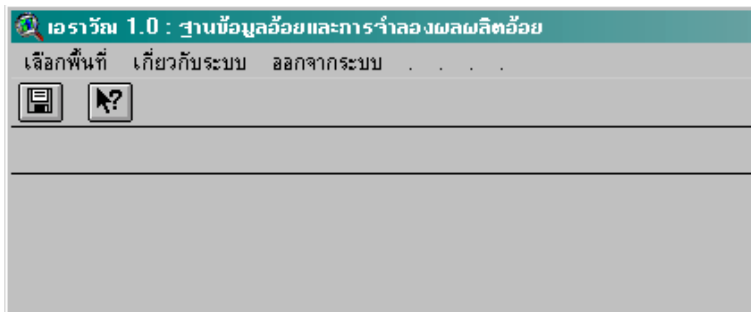 เอราวัณ 1.0 : ฐานข้อมูลอ้อยและการจำลองผลผลิตอ้อย
เลือกพื้นที่ เกี่ยวกับระบบ ออกจากระบบ . . . .
?